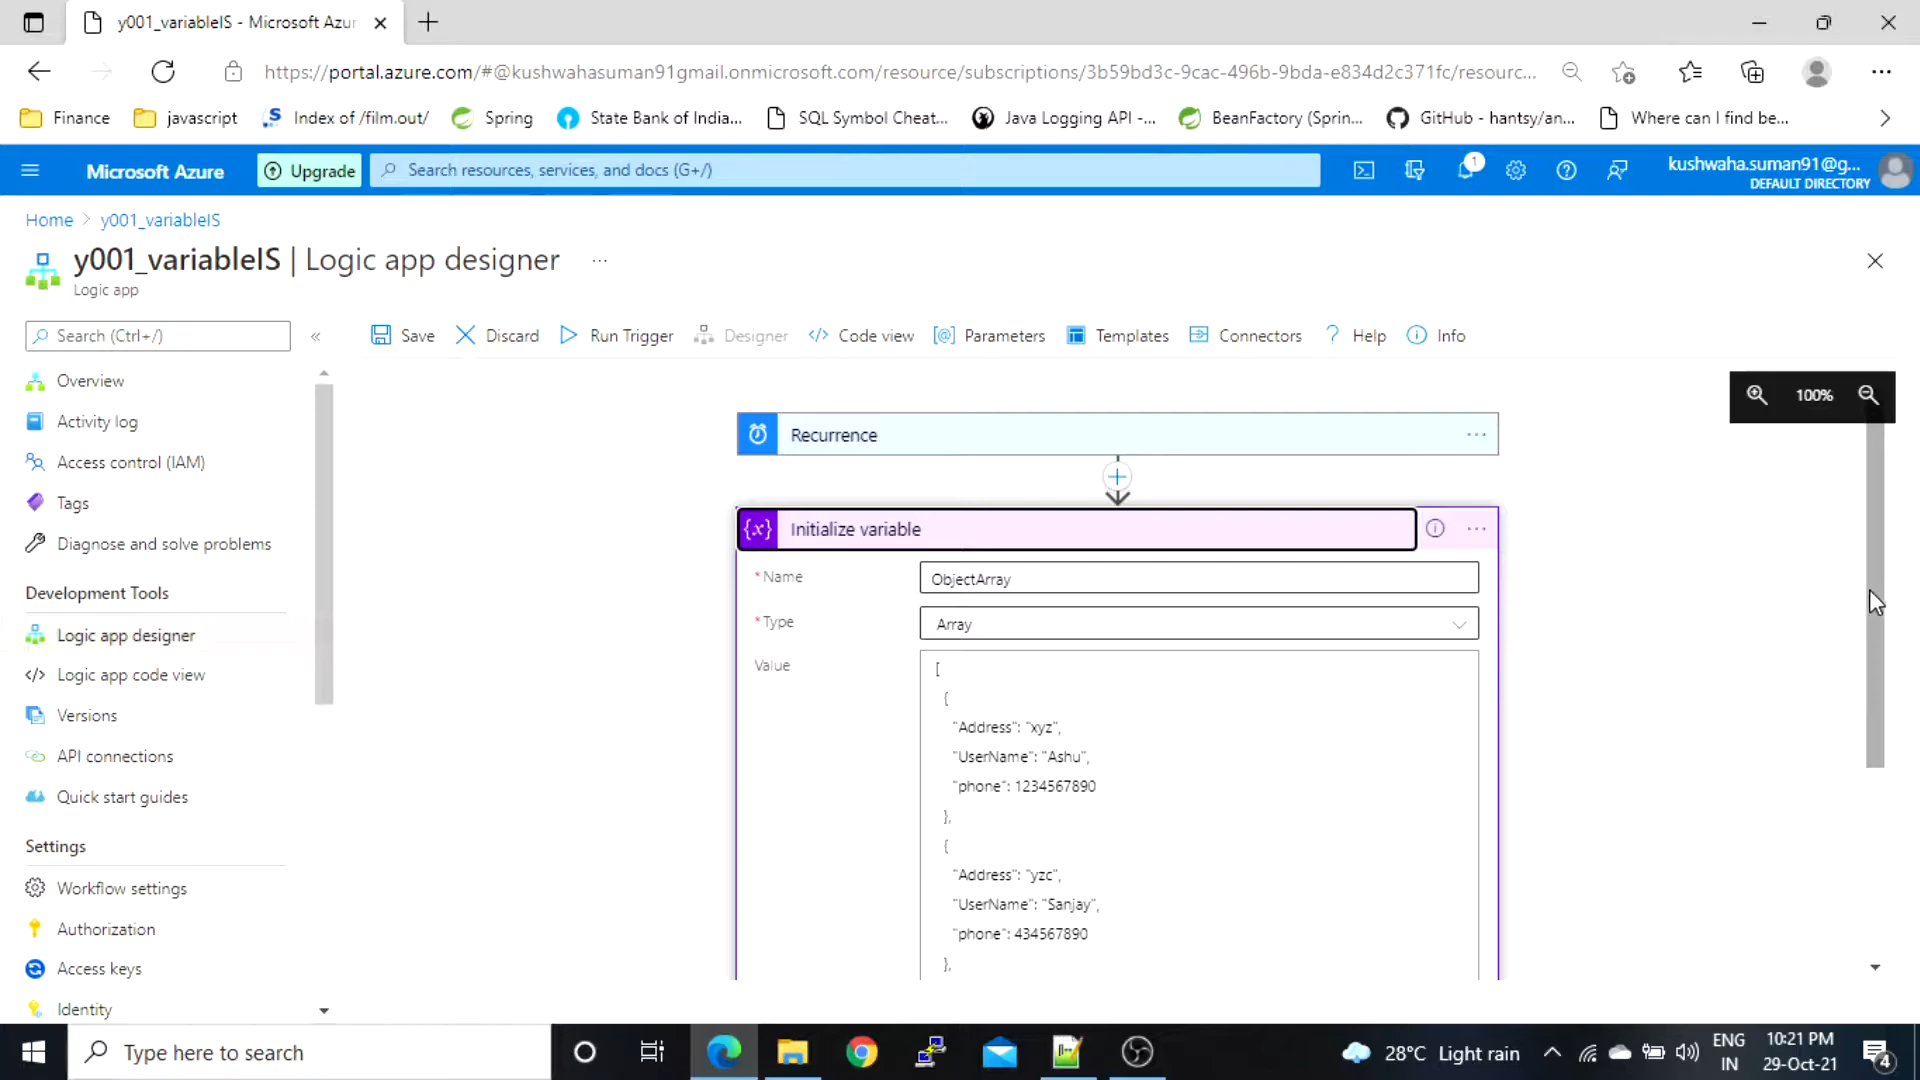 y001_variableIS - Microsoft Azur
https://portal.azure.com/#@kushwahasuman91gmail.onmicrosoft.com/resource/subscriptions/3b59bd3c-9cac-496b-9bda-e834d2c371fc/resourc...
Finance javascript Index of /film.out/ Spring State Bank of India... SQL Symbol Cheat... Java Logging API -... BeanFactory (Sprin... GitHub - hantsy/an... Where can I find be...
Microsoft Azure Upgrade Search resources, services, and docs (G+/) 1 kushwaha.suman91@g...
DEFAULT DIRECTORY
Home > y001_variableIS
y001_variableIS | Logic app designer ...
Logic app
Search (Ctrl+/) « Save Discard Run Trigger Designer Code view Parameters Templates Connectors Help Info
Overview
Activity log
Access control (IAM)
Tags
Diagnose and solve problems
Development Tools
Logic app designer
Logic app code view
Versions
API connections
Quick start guides
Settings
Workflow settings
Authorization
Access keys
Identity
100%
Recurrence ...
{x} Initialize variable ...
*Name ObjectArray
*Type Array
Value [
{
"Address": "xyz",
"UserName": "Ashu",
"phone": 1234567890
},
{
"Address": "yzc",
"UserName": "Sanjay",
"phone": 434567890
},
Type here to search 28°C Light rain ENG 10:21 PM
IN 29-Oct-21 4